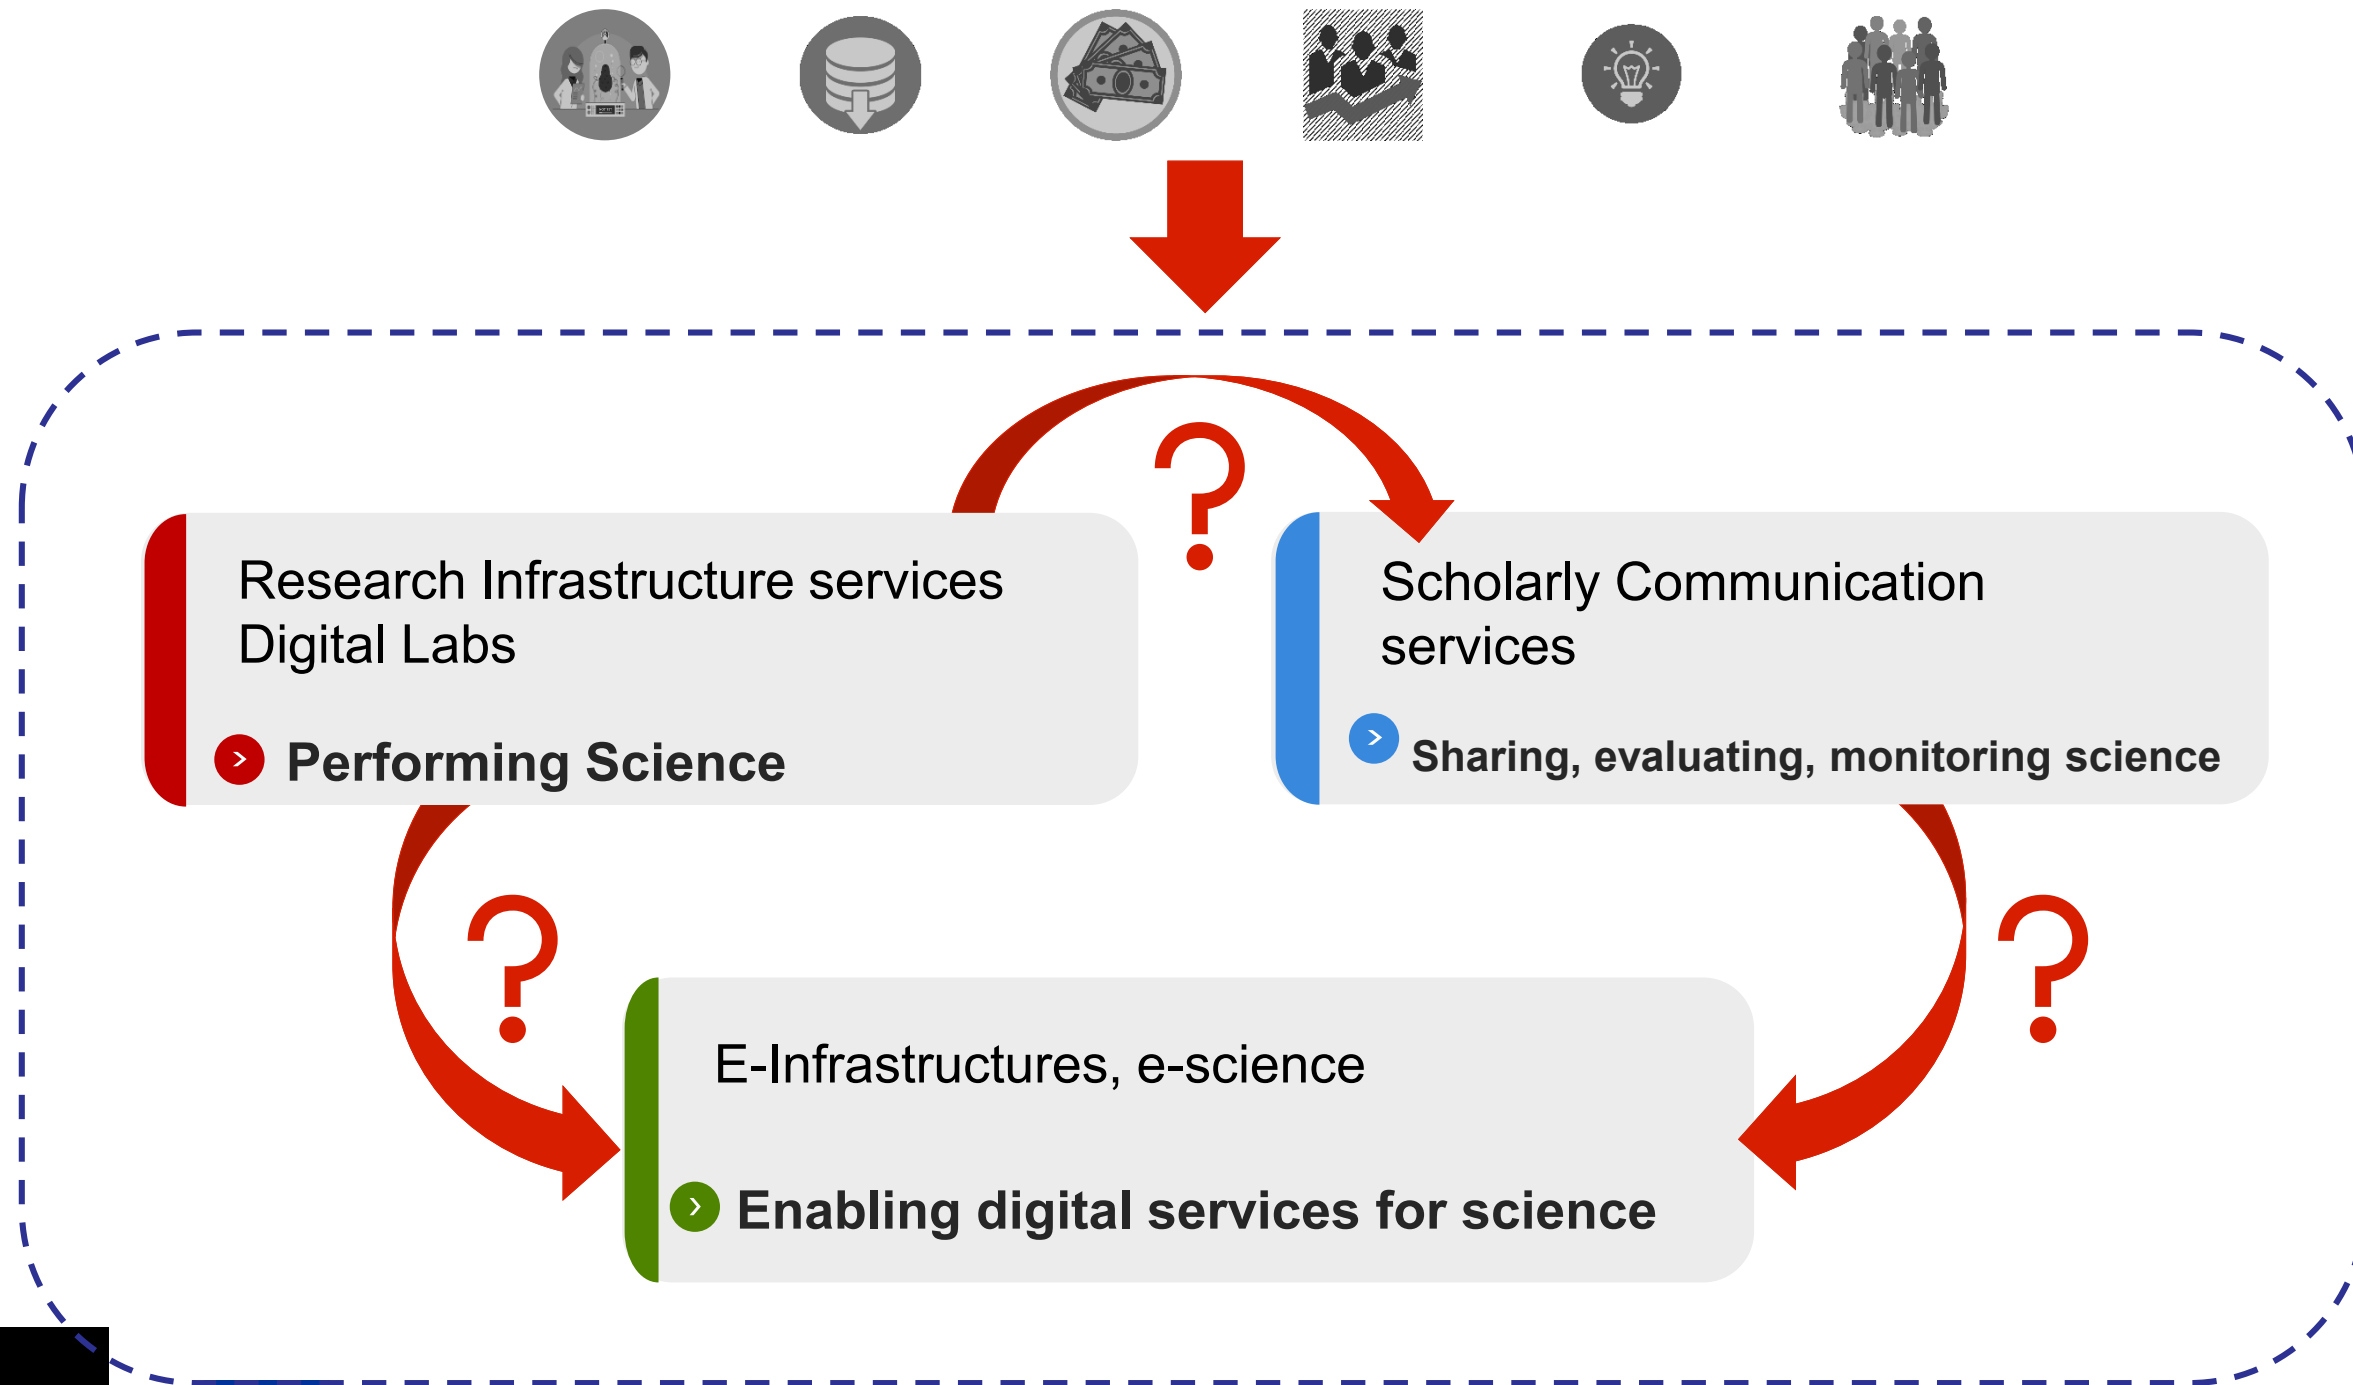 ?
Research Infrastructure services
Digital Labs
Performing Science
Scholarly Communication
services
Sharing, evaluating, monitoring science
?
?
E-Infrastructures, e-science
Enabling digital services for science